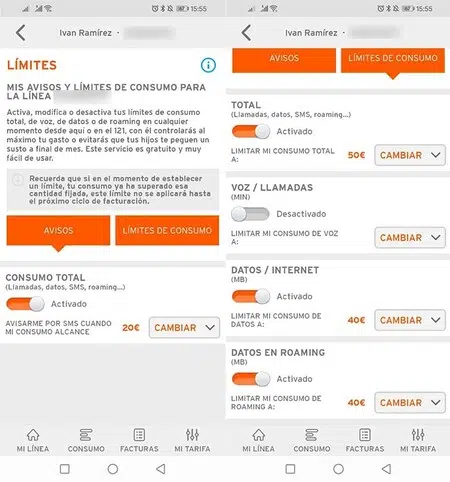 15:55
Ivan Ramírez ·
LÍMITES
MIS AVISOS Y LÍMITES DE CONSUMO PARA
LA LÍNEA
Activa, modifica o desactiva tus límites de consumo
total, de voz, de datos o de roaming en cualquier
momento desde aquí o en el 121, con él controlarás al
máximo tu gasto o evitarás que tus hijos te peguen un
susto a final de mes. Este servicio es gratuito y muy
fácil de usar.
Recuerda que si en el momento de establecer
un límite, tu consumo ya ha superado esa
cantidad fijada, este límite no se aplicará hasta
el próximo ciclo de facturación.
AVISOS
LÍMITES DE CONSUMO
CONSUMO TOTAL
(Llamadas, datos, SMS, roaming...)
Activado
AVISARME POR SMS CUANDO
MI CONSUMO ALCANCE
20€
CAMBIAR
MI LÍNEA
CONSUMO
FACTURAS
MI TARIFA
15:55
Ivan Ramírez ·
AVISOS
LÍMITES DE CONSUMO
TOTAL
(Llamadas, datos, SMS, roaming...)
Activado
LIMITAR MI CONSUMO TOTAL
A:
50€
CAMBIAR
VOZ / LLAMADAS
(MIN)
Desactivado
LIMITAR MI CONSUMO DE VOZ
A:
CAMBIAR
DATOS / INTERNET
(MB)
Activado
LIMITAR MI CONSUMO DE
DATOS A:
40€
CAMBIAR
DATOS EN ROAMING
(MB)
Activado
LIMITAR MI CONSUMO DE
ROAMING A:
40€
CAMBIAR
MI LÍNEA
CONSUMO
FACTURAS
MI TARIFA